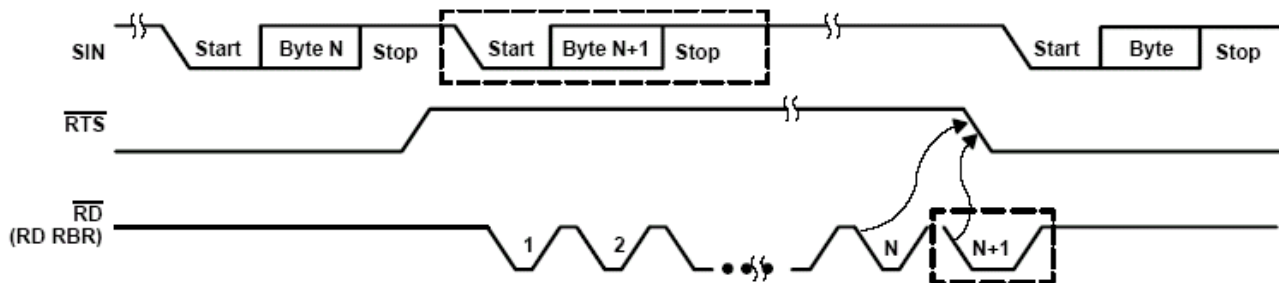 SIN Start Byte N Stop Start Byte N+1 Stop Start Byte Stop
RTS
RD
(RD RBR)
1 2 N N+1